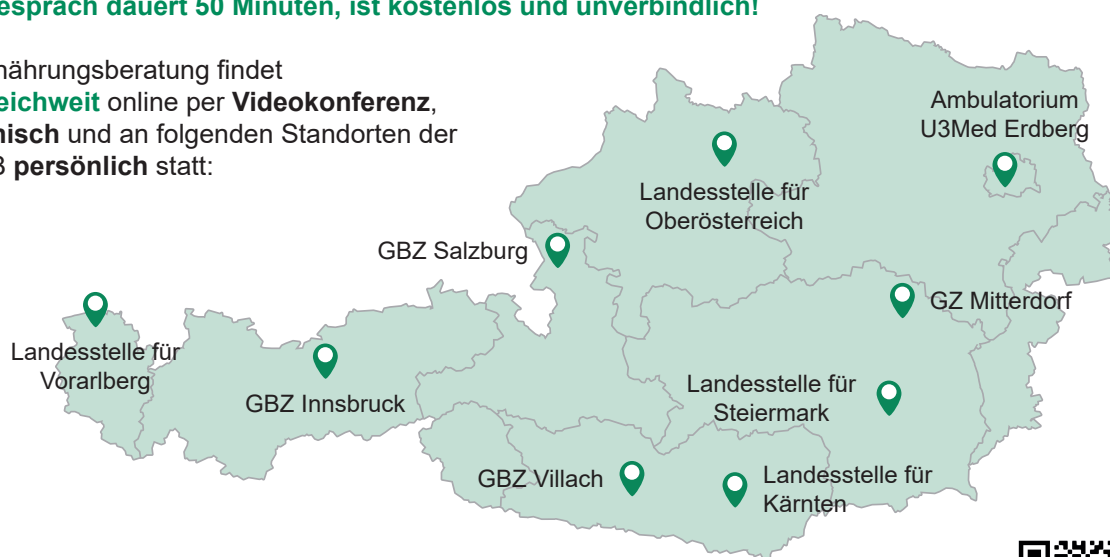 espräch dauert 50 Minuten, ist kostenlos und unverbindlich!
nährungsberatung findet
eichweit online per Videokonferenz,
nisch und an folgenden Standorten der
3 persönlich statt:
Ambulatorium
U3Med Erdberg
Landesstelle für
Oberösterreich
GBZ Salzburg
GZ Mitterdorf
Landesstelle für
Vorarlberg
GBZ Innsbruck
Landesstelle für
Steiermark
GBZ Villach
Landesstelle für
Kärnten